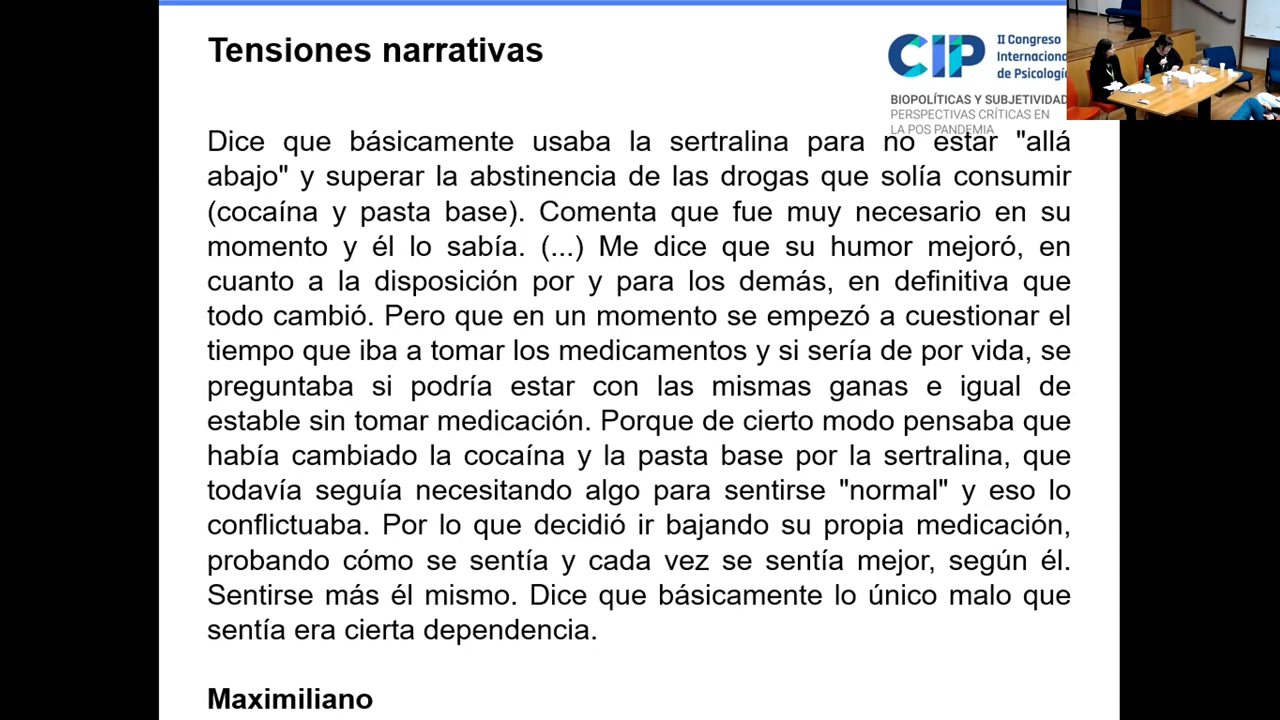 Tensiones narrativas
CIP
II Congreso
Internacion
de Psicologí
BIOPOLÍTICAS Y SUBJETIVIDAD
PERSPECTIVAS CRÍTICAS EN
LA POS PANDEMIA
Dice que básicamente usaba la sertralina para no estar "allá
abajo" y superar la abstinencia de las drogas que solía consumir
(cocaína y pasta base). Comenta que fue muy necesario en su
momento y él lo sabía. (...) Me dice que su humor mejoró, en
cuanto a la disposición por y para los demás, en definitiva que
todo cambió. Pero que en un momento se empezó a cuestionar el
tiempo que iba a tomar los medicamentos y si sería de por vida, se
preguntaba si podría estar con las mismas ganas e igual de
estable sin tomar medicación. Porque de cierto modo pensaba que
había cambiado la cocaína y la pasta base por la sertralina, que
todavía seguía necesitando algo para sentirse "normal" y eso lo
conflictuaba. Por lo que decidió ir bajando su propia medicación,
probando cómo se sentía y cada vez se sentía mejor, según él.
Sentirse más él mismo. Dice que básicamente lo único malo que
sentía era cierta dependencia.
Maximiliano